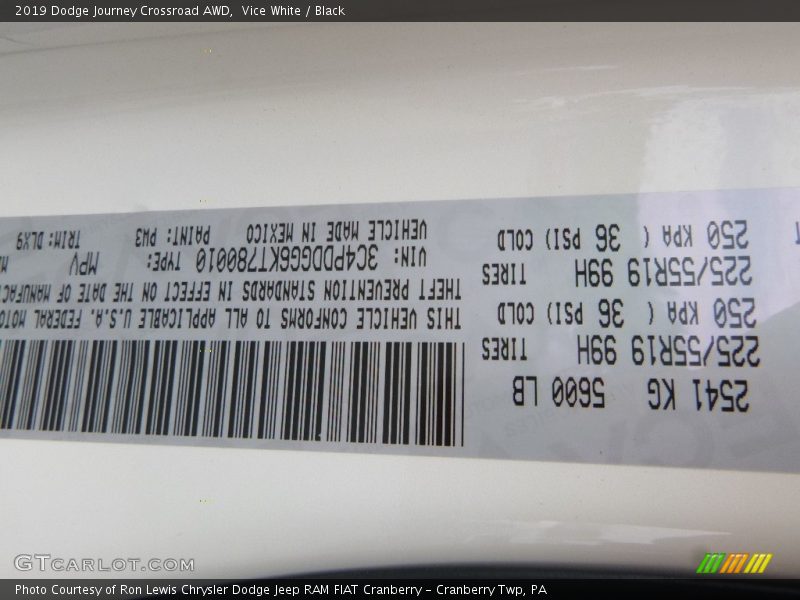 2019 Dodge Journey Crossroad AWD,  Vice White / Black
2541 KG 5600 LB
225/55R19 99H TIRES
250 KPA ( 36 PSI) COLD
225/55R19 99H TIRES
250 KPA ( 36 PSI) COLD
THIS VEHICLE CONFORMS TO ALL APPLICABLE U.S.A. FEDERAL MOTO
THEFT PREVENTION STANDARDS IN EFFECT ON THE DATE OF MANUFAC
VIN: 3C4PDDGG6KT780010 TYPE: MPV
VEHICLE MADE IN MEXICO PAINT: PW3 TRIM: DLX9
GTCARLOT.COM
Photo Courtesy of Ron Lewis Chrysler Dodge Jeep RAM FIAT Cranberry – Cranberry Twp, PA